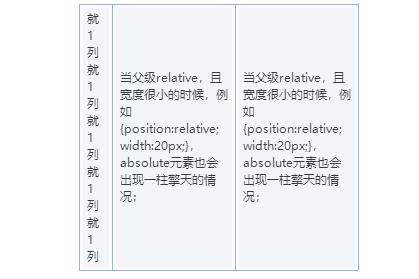 就
1
列
就
1
列
就
1
列
就
1
列
就
1
列
当父级relative，且
宽度很小的时候，例
如
{position:relative;
width:20px;}，
absolute元素也会
出现一柱擎天的情
况；
当父级relative，且
宽度很小的时候，例
如
{position:relative;
width:20px;}，
absolute元素也会
出现一柱擎天的情
况；